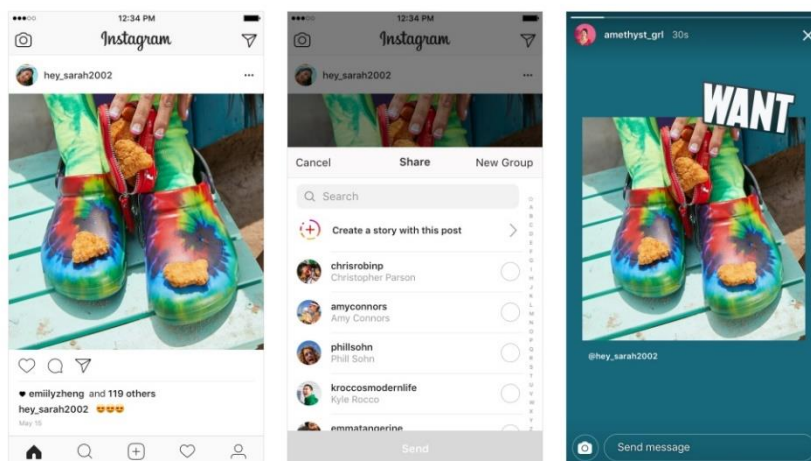 12:34 PM
Instagram
hey_sarah2002
emiilyzheng and 119 others
hey_sarah2002
May 15
12:34 PM
Instagram
hey_sarah2002
Cancel Share New Group
Search
Create a story with this post
chrisrobinp
Christopher Parson
amyconnors
Amy Connors
phillsohn
Phill Sohn
kroccosmodernlife
Kyle Rocco
emmatangerine
Send
amethyst_grl 30s
WANT
@hey_sarah2002
Send message